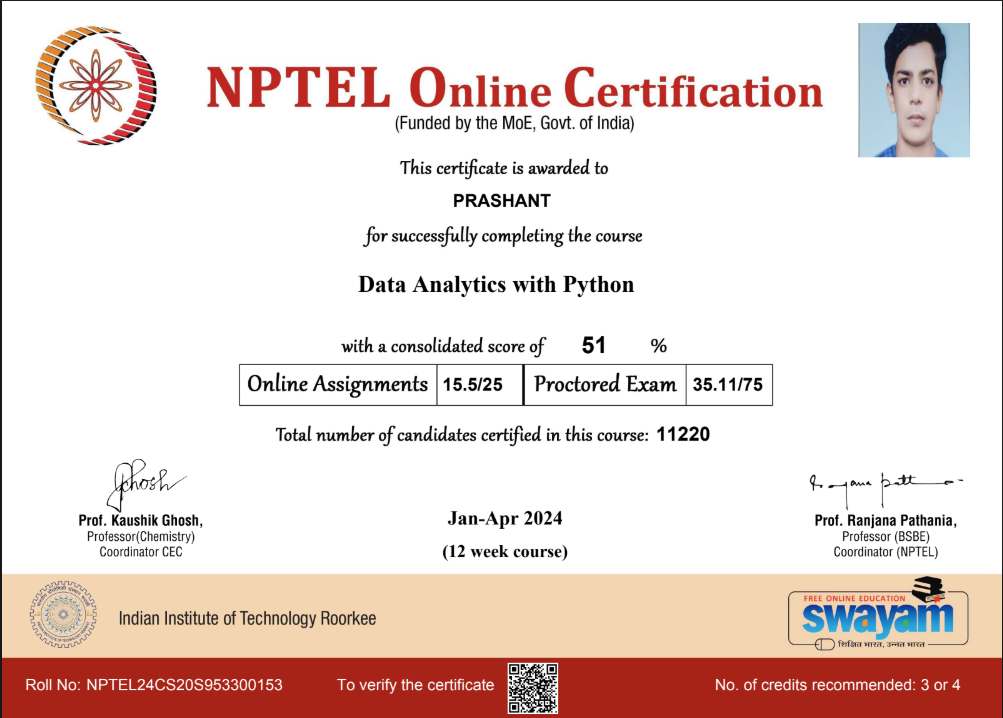 NPTEL Online Certification
(Funded by the MoE, Govt. of India)
This certificate is awarded to
PRASHANT
for successfully completing the course
Data Analytics with Python
with a consolidated score of 51 %
Online Assignments 15.5/25 Proctored Exam 35.11/75
Total number of candidates certified in this course: 11220
Ghosh
Prof. Kaushik Ghosh,
Professor(Chemistry)
Coordinator CEC
Jan-Apr 2024
(12 week course)
Prof. Ranjana Pathania,
Professor (BSBE)
Coordinator (NPTEL)
Indian Institute of Technology Roorkee
FREE ONLINE EDUCATION
swayam
शिक्षित भारत, उन्नत भारत
Roll No: NPTEL24CS20S953300153
To verify the certificate
No. of credits recommended: 3 or 4